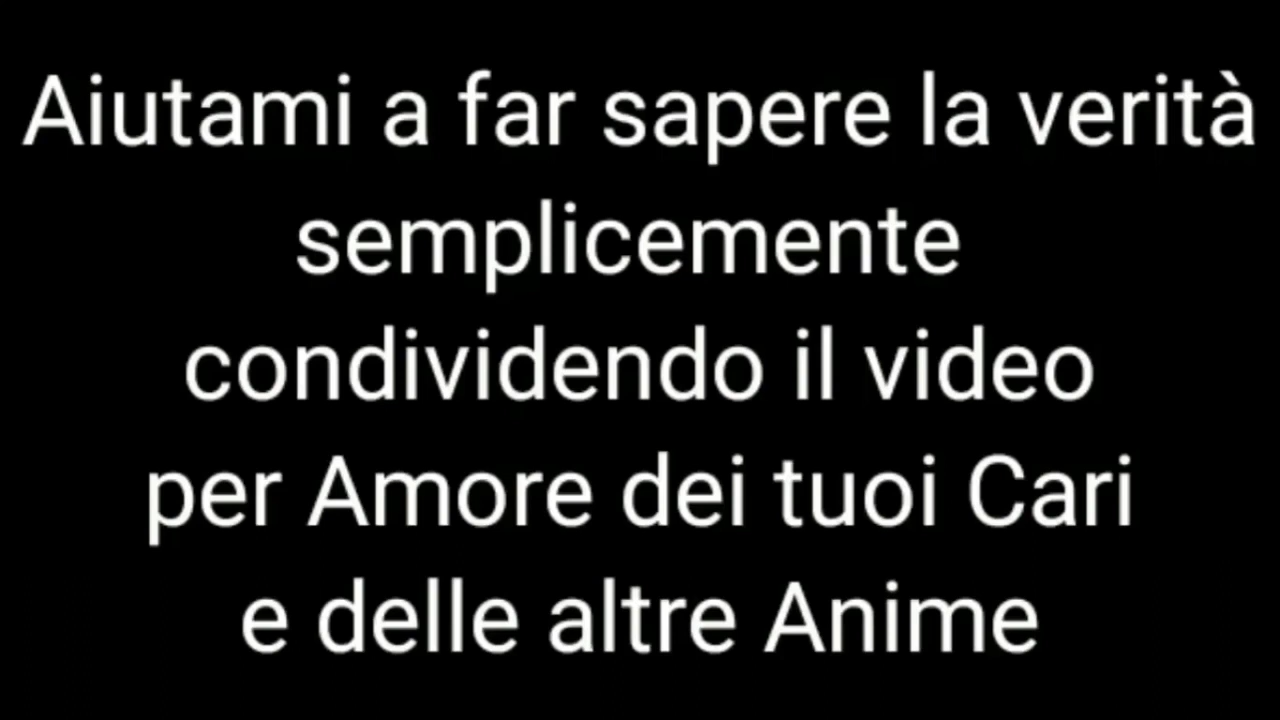 Aiutami a far sapere la verità
semplicemente
condividendo il video
per Amore dei tuoi Cari
e delle altre Anime